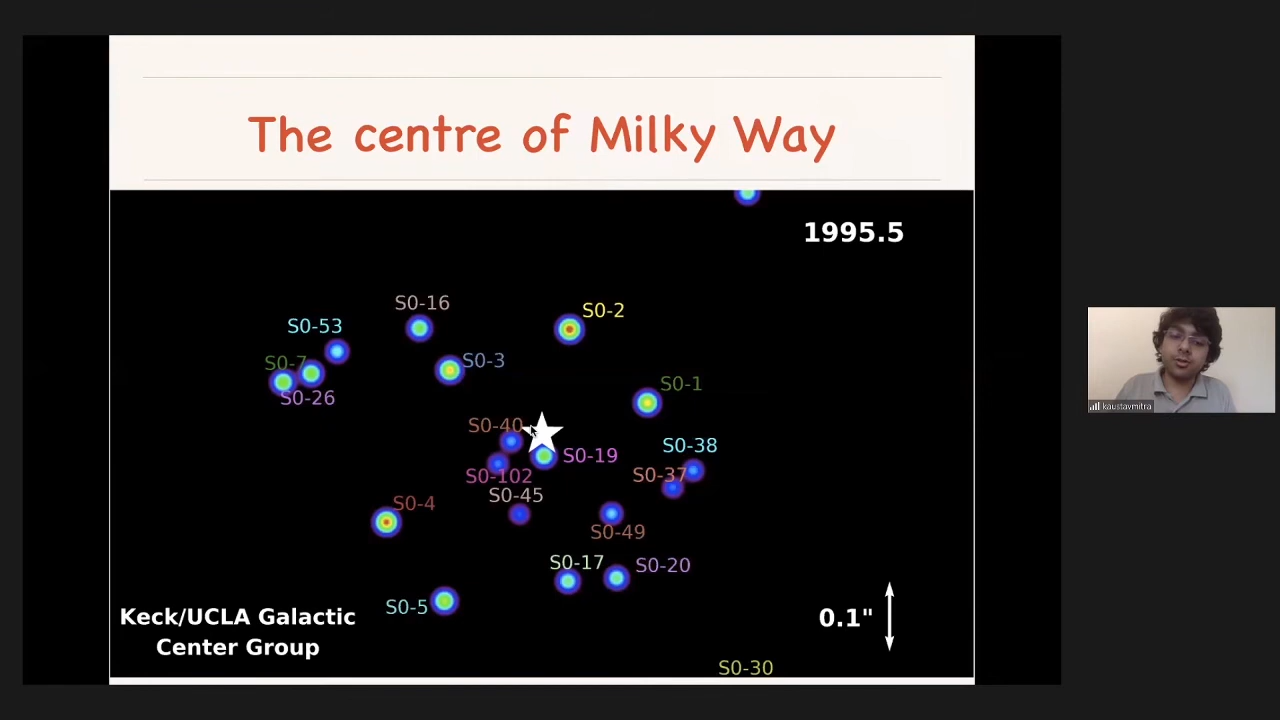 The centre of Milky Way
1995.5
S0-16
S0-2
S0-53
S0-7
S0-3
S0-26
S0-1
S0-40
S0-38
S0-19
S0-102
S0-37
S0-45
S0-4
S0-49
S0-17
S0-20
S0-5
Keck/UCLA Galactic
Center Group
0.1"
S0-30
kaustavmitra